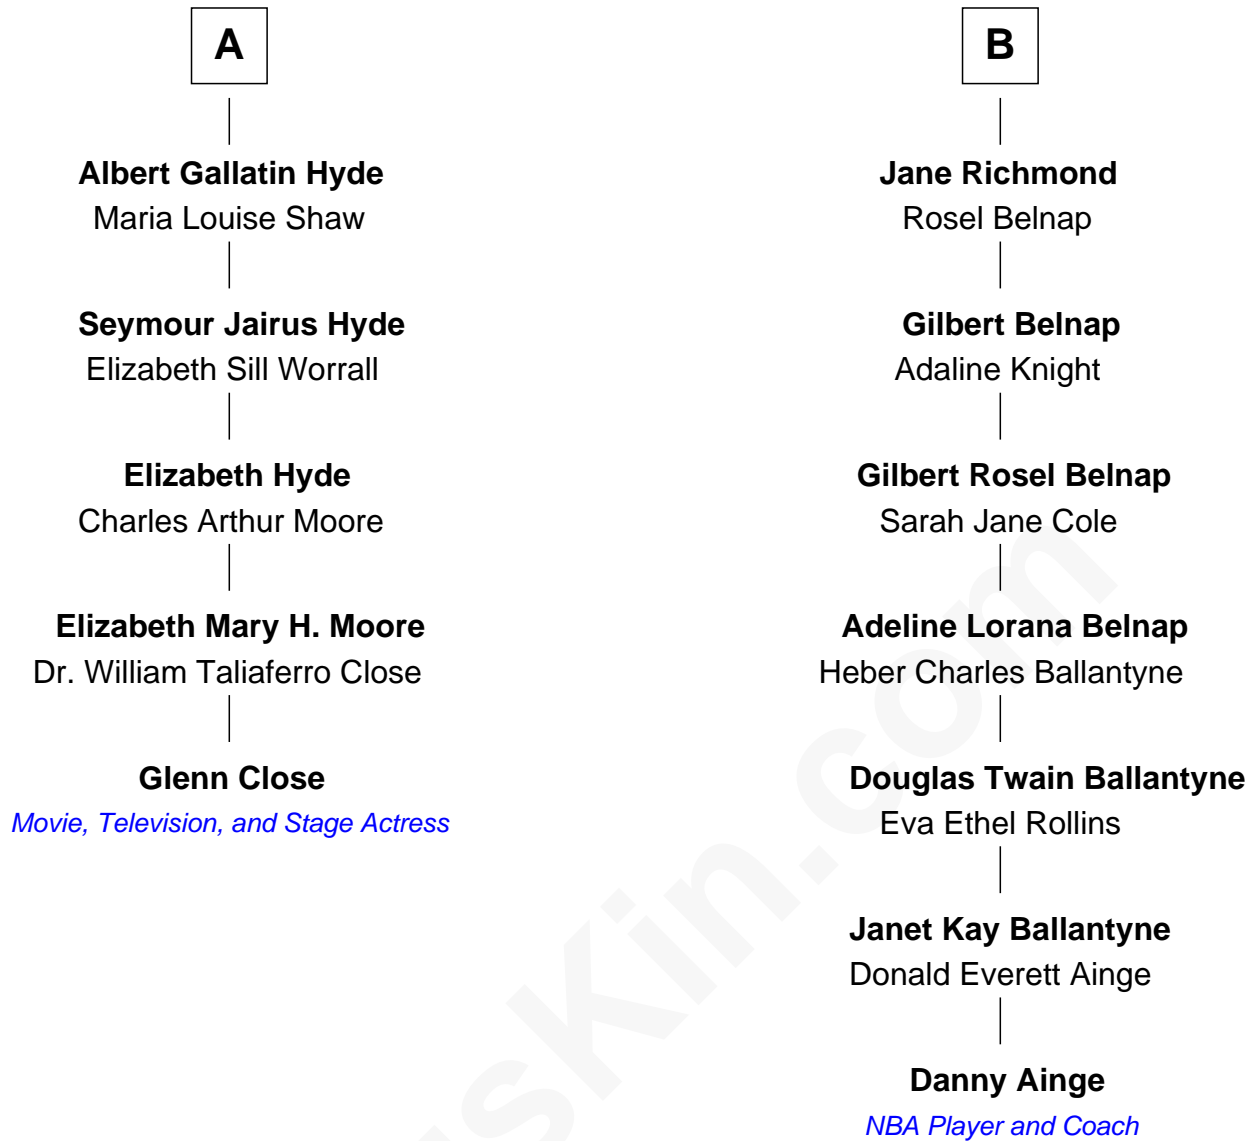 A
Albert Gallatin Hyde
Maria Louise Shaw
Seymour Jairus Hyde
Elizabeth Sill Worrall
Elizabeth Hyde
Charles Arthur Moore
Elizabeth Mary H. Moore
Dr. William Taliaferro Close
Glenn Close
Movie, Television, and Stage Actress
B
Jane Richmond
Rosel Belnap
Gilbert Belnap
Adaline Knight
Gilbert Rosel Belnap
Sarah Jane Cole
Adeline Lorana Belnap
Heber Charles Ballantyne
Douglas Twain Ballantyne
Eva Ethel Rollins
Janet Kay Ballantyne
Donald Everett Ainge
Danny Ainge
NBA Player and Coach